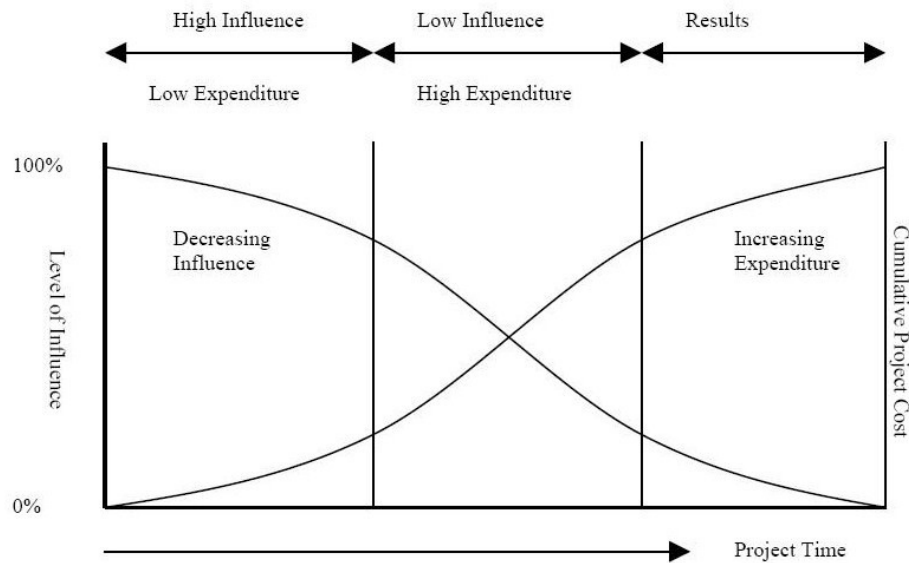 High Influence
Low Influence
Results
Low Expenditure
High Expenditure
100%
Decreasing
Influence
Increasing
Expenditure
Level of Influence
Cumulative Project Cost
0%
Project Time